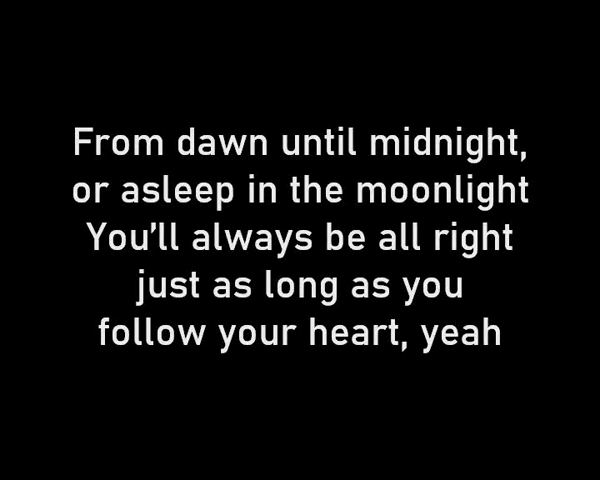 From dawn until midnight,
or asleep in the moonlight
You'll always be all right
just as long as you
follow your heart, yeah